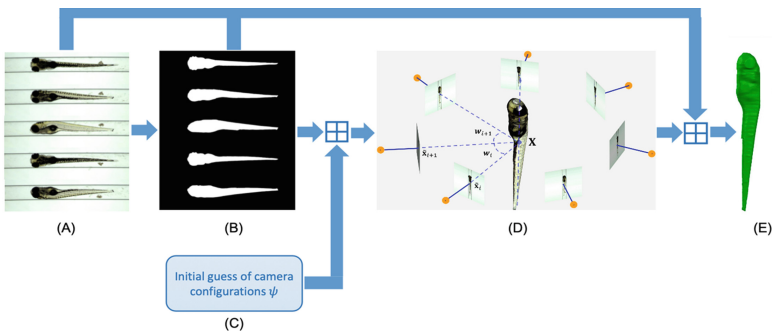 w_{i+1}
X
x̃_{i+1}
w_i
x̃_i
(A)
(B)
(D)
(E)
Initial guess of camera
configurations ψ
(C)